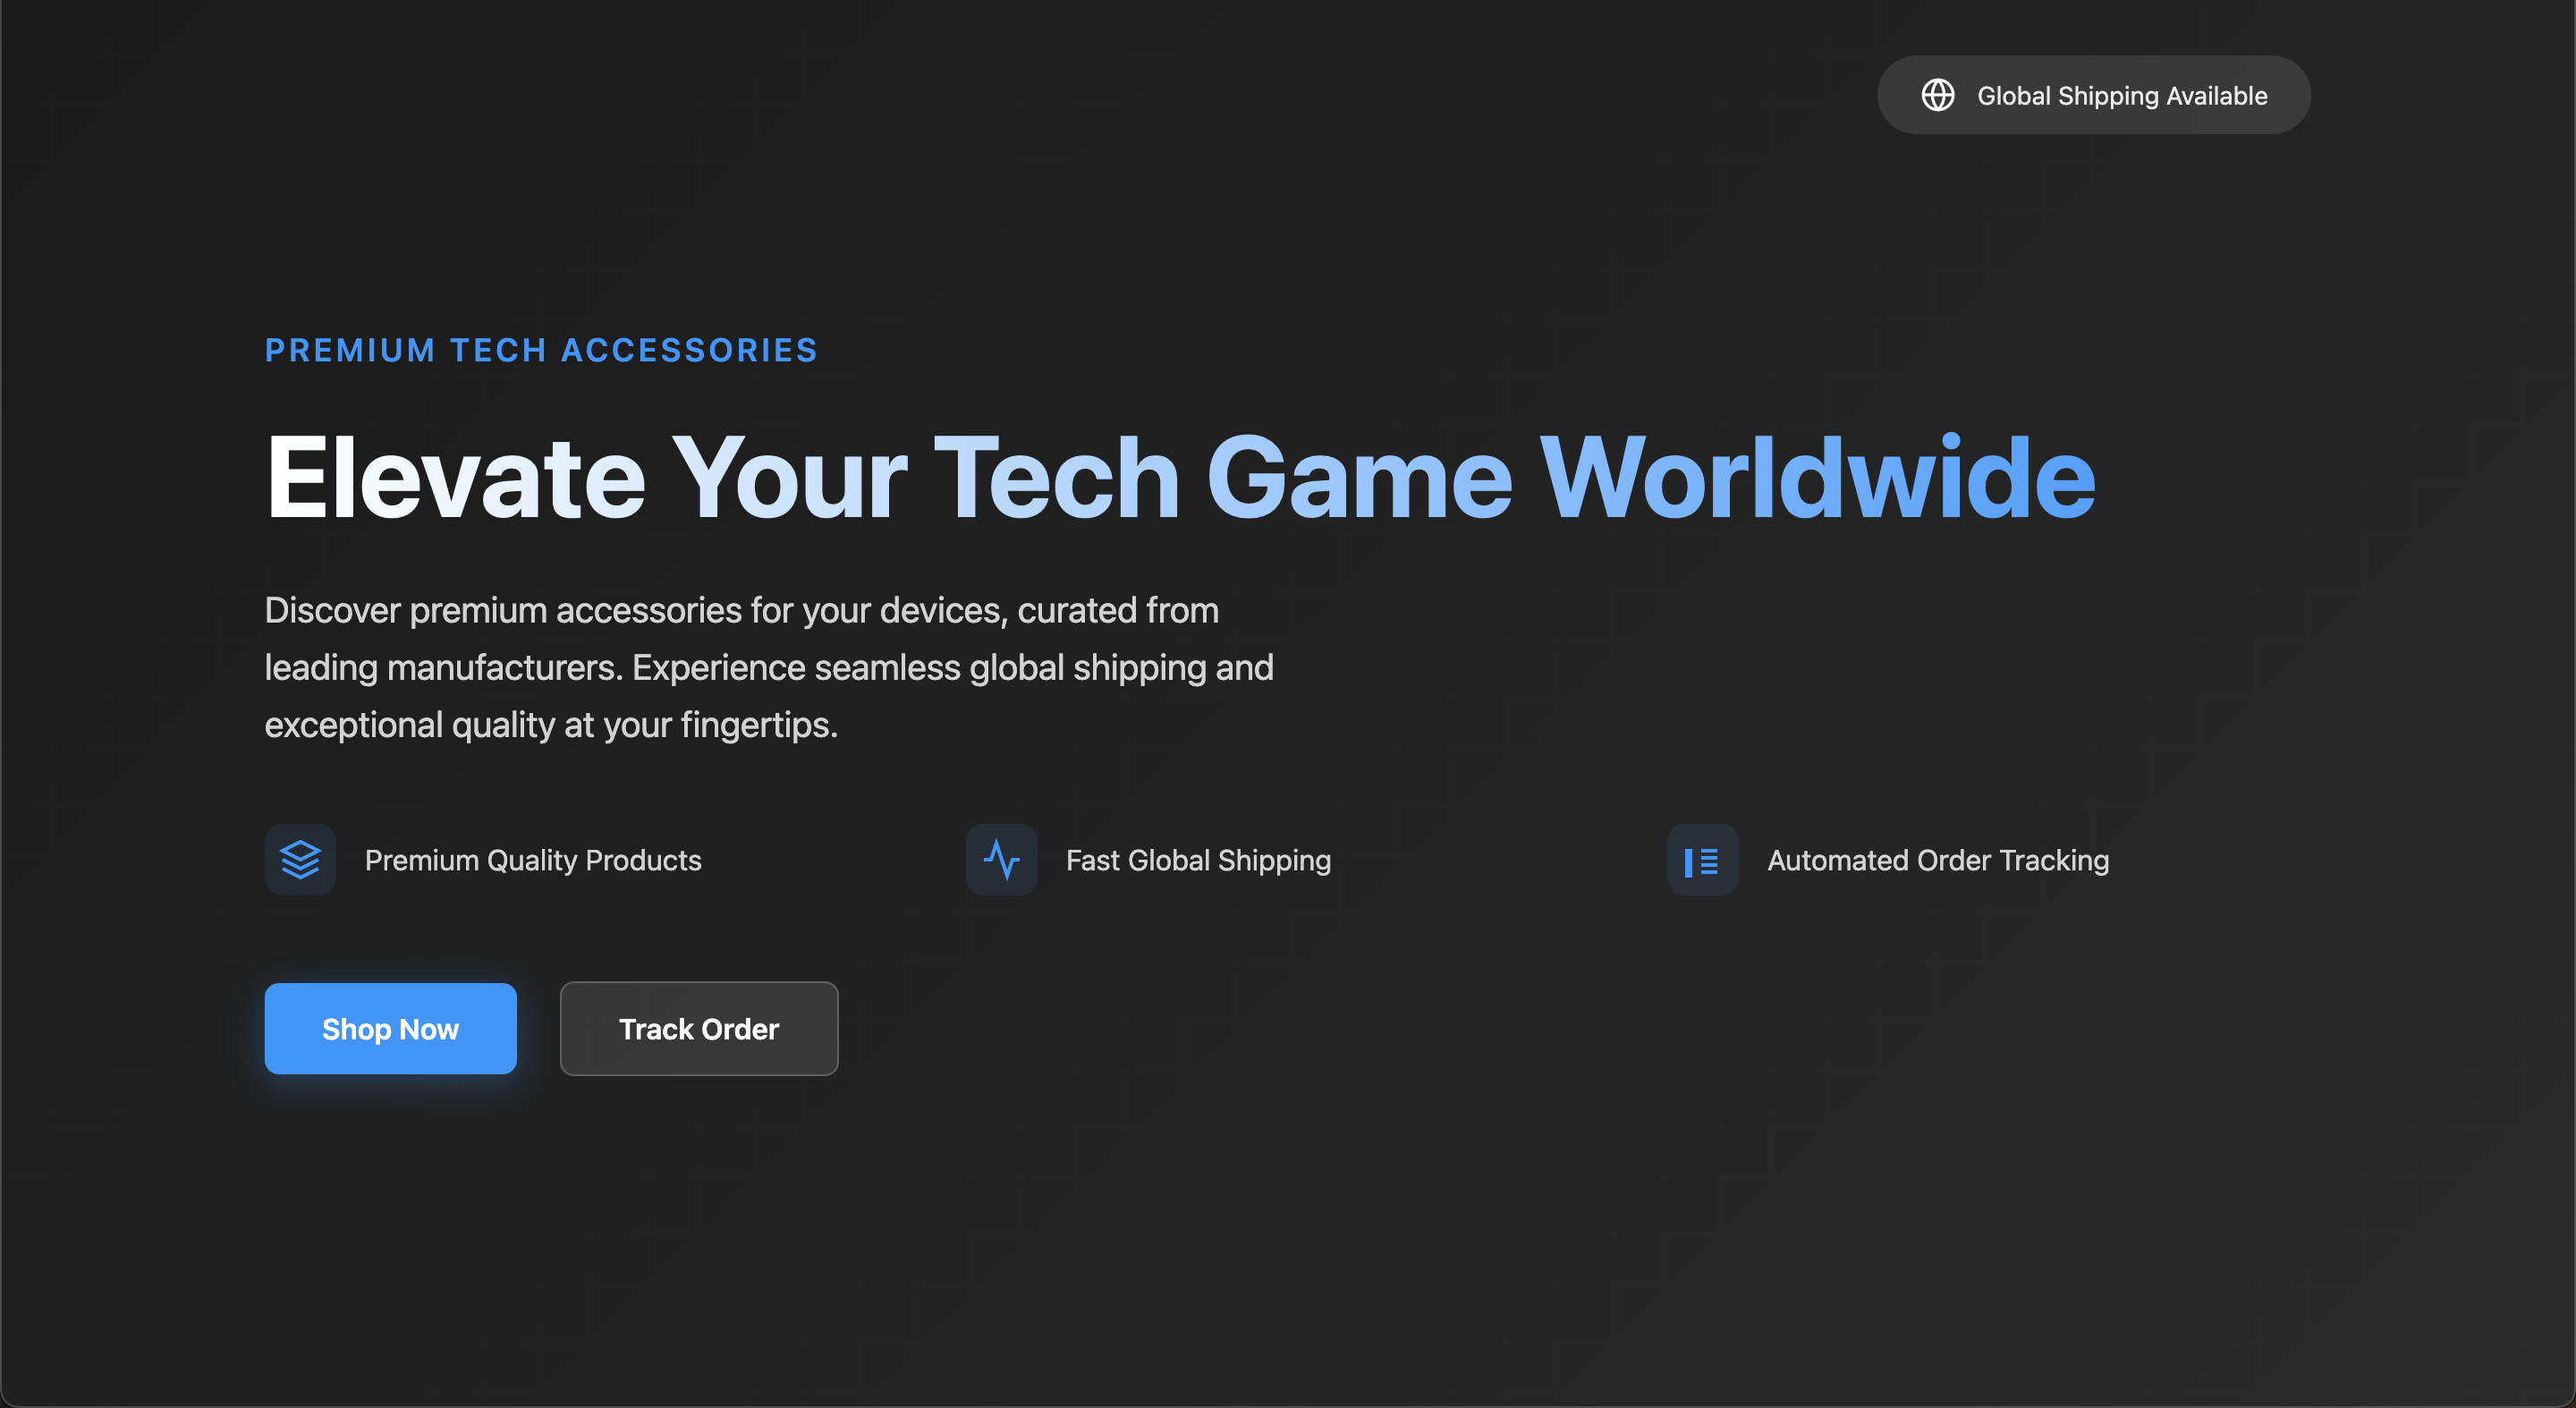 Global Shipping Available
PREMIUM TECH ACCESSORIES
Elevate Your Tech Game Worldwide
Discover premium accessories for your devices, curated from
leading manufacturers. Experience seamless global shipping and
exceptional quality at your fingertips.
Premium Quality Products
Fast Global Shipping
Automated Order Tracking
Shop Now
Track Order